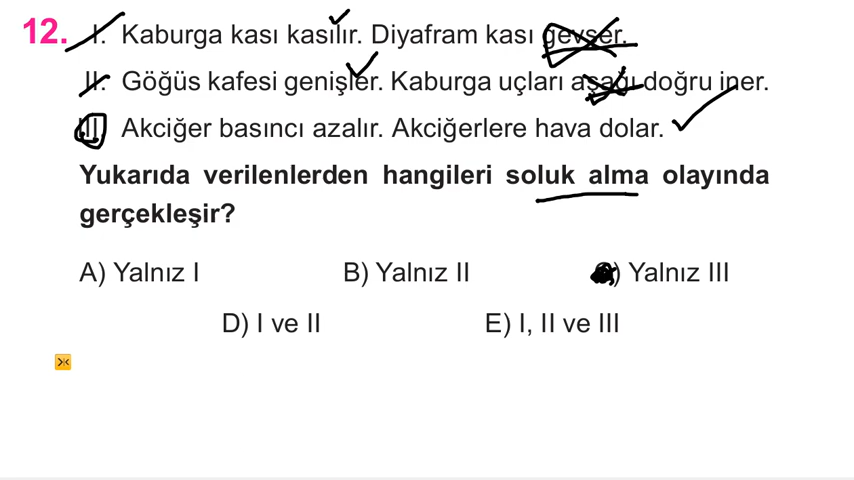 12. I. Kaburga kası kasılır. Diyafram kası gevşer.
II. Göğüs kafesi genişler. Kaburga uçları aşağı doğru iner.
III. Akciğer basıncı azalır. Akciğerlere hava dolar.
Yukarıda verilenlerden hangileri soluk alma olayında
gerçekleşir?
A) Yalnız I B) Yalnız II C) Yalnız III
D) I ve II E) I, II ve III